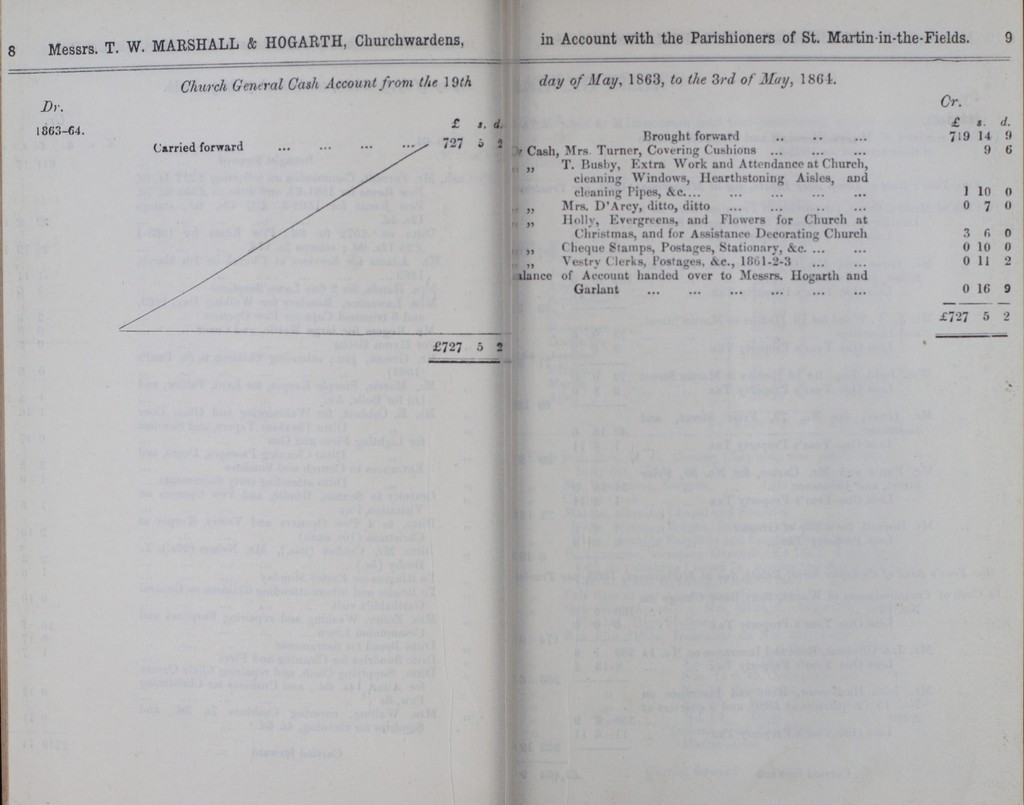 8 Messrs. T. W. MARSHALL & HOGARTH, Churchwardens,
Church General Cash Account from the 19th
Dr.
1863-64.
£ s. d.
Carried forward ... ... ... ... 727 5 2
£727 5 2
in Account with the Parishioners of St. Martin-in-the-Fields. 9
day of May, 1863, to the 3rd of May, 1864.
Cr.
£ s. d.
Brought forward .. ... 719 14 9
Cash, Mrs. Turner, Covering Cushions ... ... ... 9 6
„ „ T. Busby, Extra Work and Attendance at Church,
cleaning Windows, Hearthstoning Aisles, and
cleaning Pipes, &c.... ... ... ... ... 1 10 0
„ „ Mrs. D'Arcy, ditto, ditto ... ... ... ... 0 7 0
„ „ Holly, Evergreens, and Flowers for Church at
Christmas, and for Assistance Decorating Church 3 6 0
„ „ Cheque Stamps, Postages, Stationary, &c. ... ... 0 10 0
„ „ Vestry Clerks, Postages, &c., 1861-2-3 ... ... 0 11 2
alance of Account handed over to Messrs. Hogarth and
Garlant ... ... ... ... ... ... 0 16 9
£727 5 2